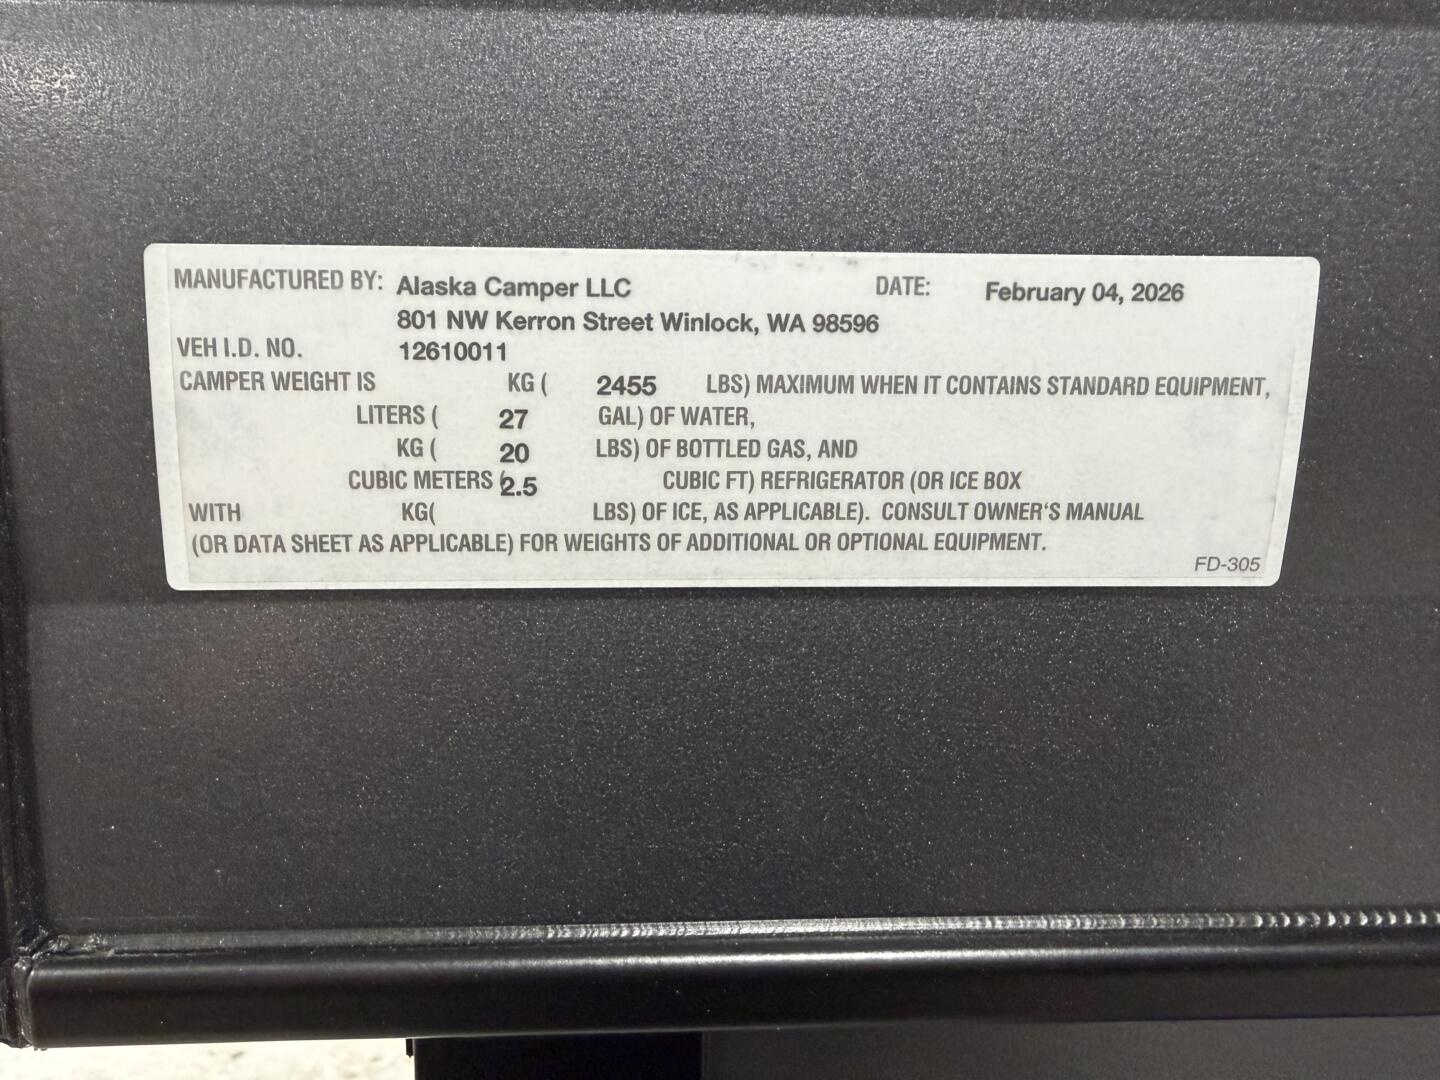 MANUFACTURED BY: Alaska Camper LLC DATE: February 04, 2026
801 NW Kerron Street Winlock, WA 98596
VEH I.D. NO. 12610011
CAMPER WEIGHT IS KG ( 2455 LBS) MAXIMUM WHEN IT CONTAINS STANDARD EQUIPMENT,
LITERS ( 27 GAL) OF WATER,
KG ( 20 LBS) OF BOTTLED GAS, AND
CUBIC METERS ( 2.5 CUBIC FT) REFRIGERATOR (OR ICE BOX
WITH KG( LBS) OF ICE, AS APPLICABLE). CONSULT OWNER'S MANUAL
(OR DATA SHEET AS APPLICABLE) FOR WEIGHTS OF ADDITIONAL OR OPTIONAL EQUIPMENT.
FD-305